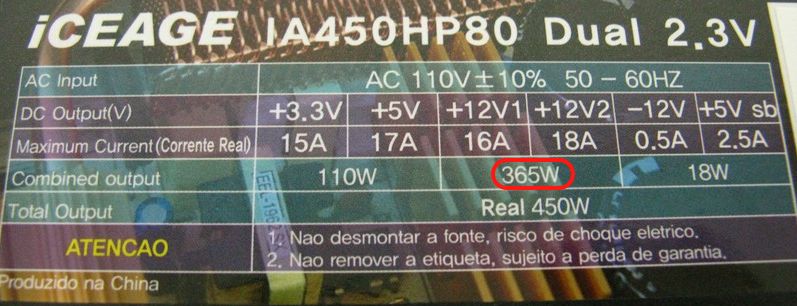 iCEAGE IA450HP80 Dual 2.3V
AC Input AC 110V±10% 50 – 60HZ
DC Output(V) +3.3V +5V +12V1 +12V2 −12V +5V sb
Maximum Current(Corrente Real) 15A 17A 16A 18A 0.5A 2.5A
Combined output 110W 365W 18W
Total Output Real 450W
ATENCAO
1. Nao desmontar a fonte, risco de choque eletrico.
2. Nao remover a etiqueta, sujeito a perda de garantia.
Produzido na China